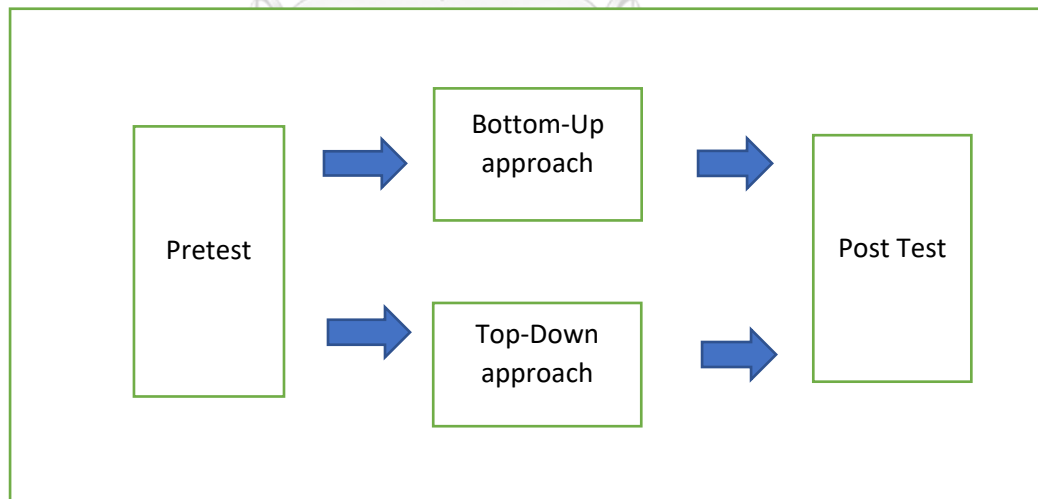 Pretest
Bottom-Up
approach
Top-Down
approach
Post Test